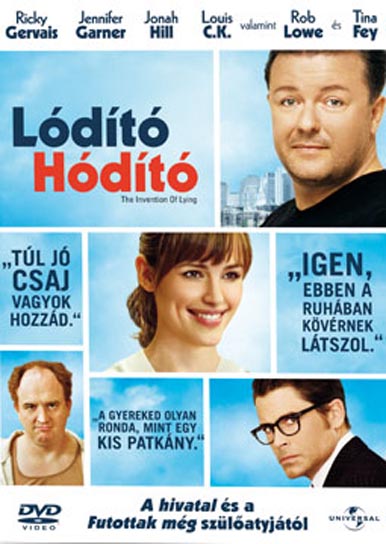 Ricky Gervais Jennifer Garner Jonah Hill Louis C.K. valamint Rob Lowe és Tina Fey
Lódító
Hódító
The Invention Of Lying
„TÚL JÓ
CSAJ
VAGYOK
HOZZÁD.”
„IGEN,
EBBEN A
RUHÁBAN
KÖVÉRNEK
LÁTSZOL.”
„A GYEREKED OLYAN
RONDA, MINT EGY
KIS PATKÁNY.”
DVD
VIDEO
A hivatal és a
Futottak még szülőatyjától
UNIVERSAL